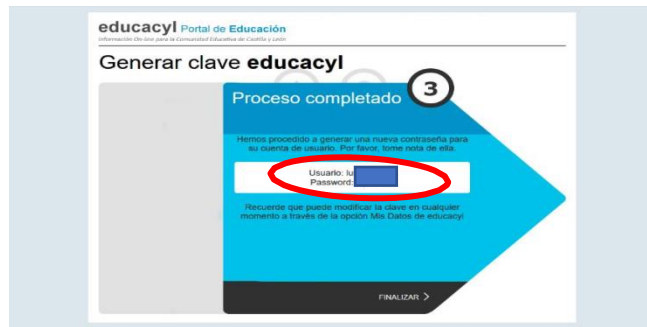 educacyl Portal de Educación
Información On-line para la Comunidad Educativa de Castilla y León
Generar clave educacyl
3
Proceso completado
Hemos procedido a generar una nueva contraseña para
su cuenta de usuario. Por favor, tome nota de ella.
Usuario: lu
Password:
Recuerde que puede modificar la clave en cualquier
momento a través de la opción Mis Datos de educacyl
FINALIZAR >